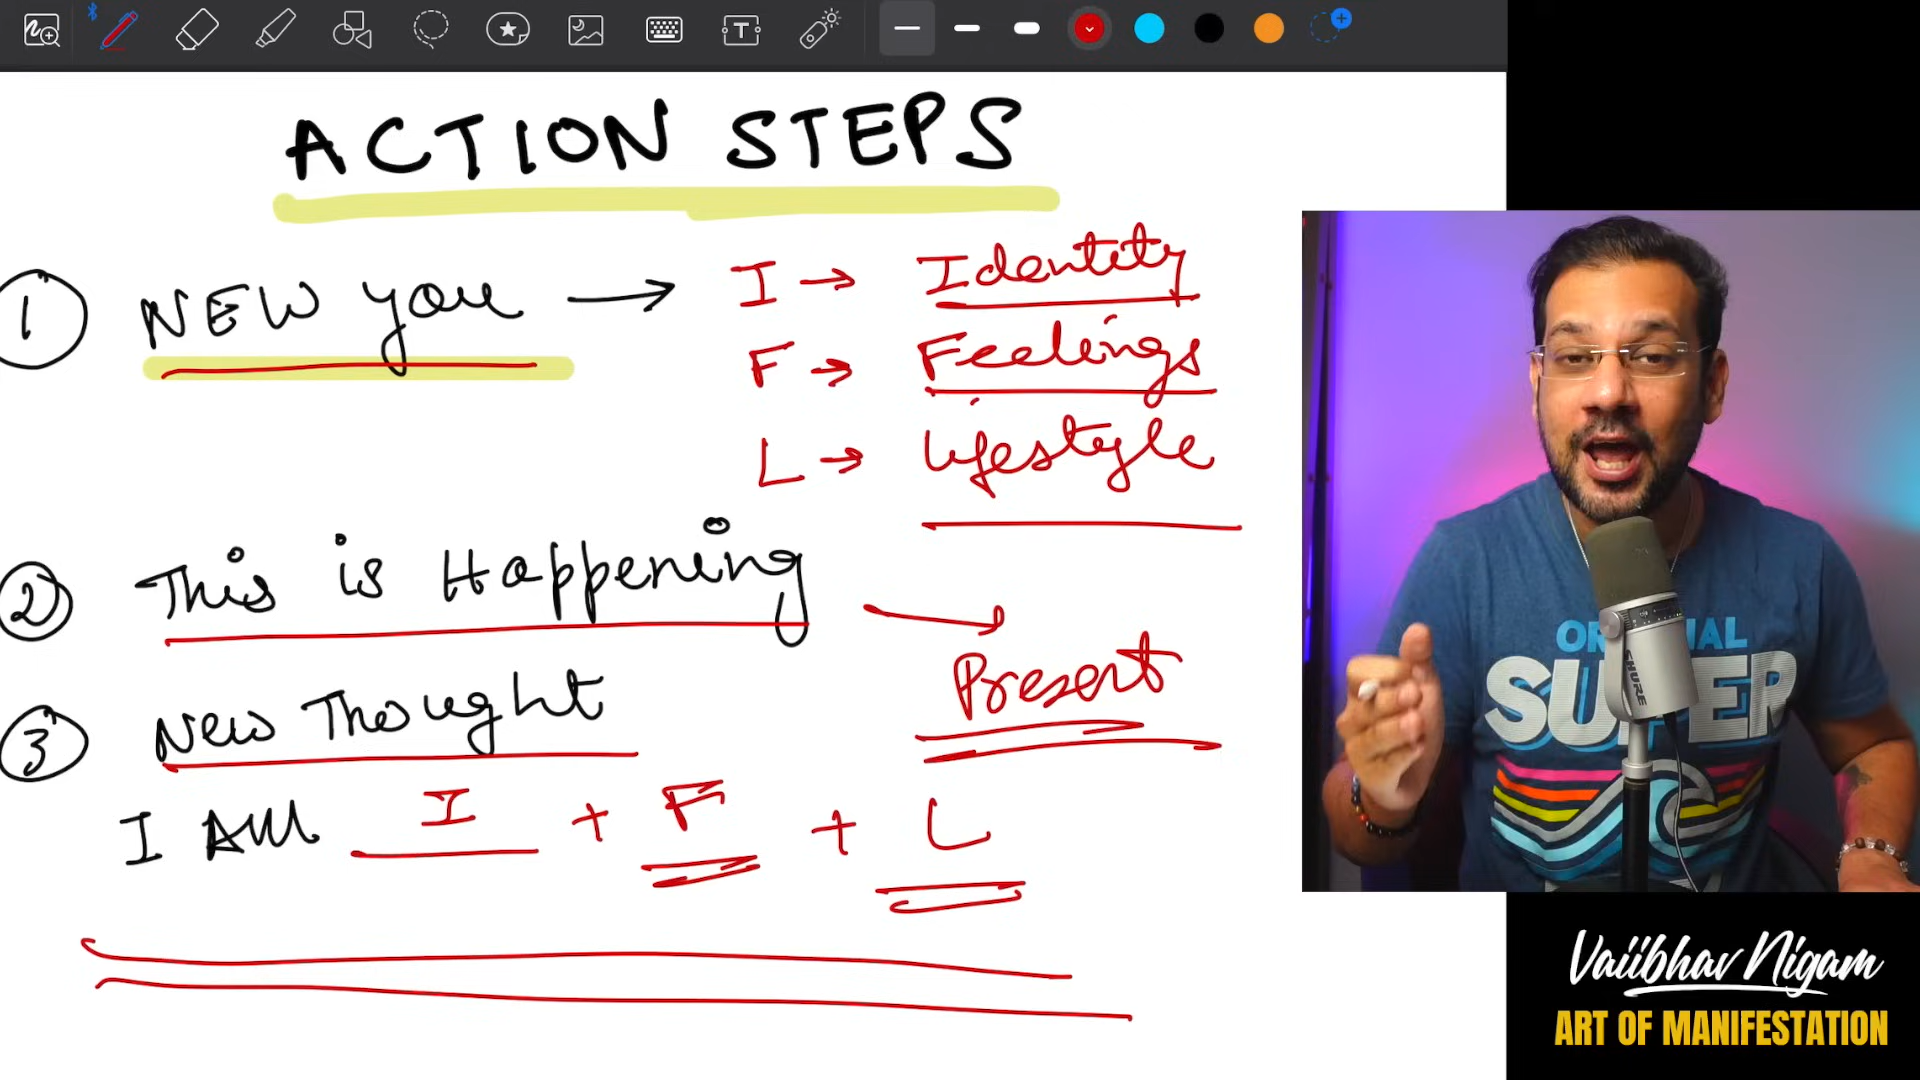 ACTION STEPS
1 NEW you → I → Identity
F → Feelings
L → Lifestyle
2 This is Happening → Present
3 New Thought
I AM I + F + L
ORIGINAL
SUPER
SHURE
Vaiibhav Nigam
ART OF MANIFESTATION
T